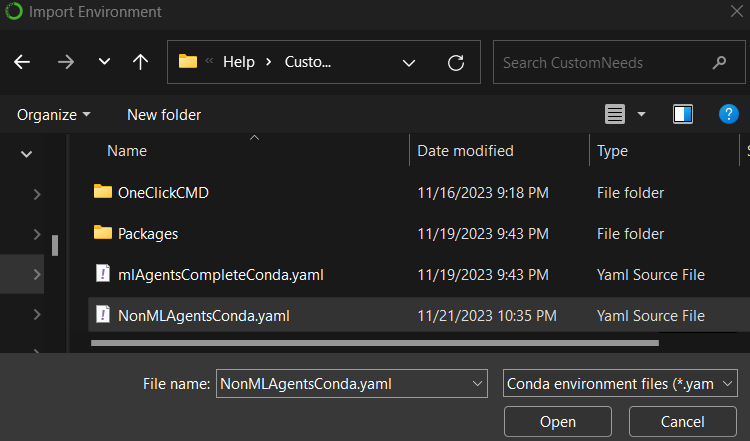 Import Environment
Help > Custo...
Search CustomNeeds
Organize
New folder
Name Date modified Type
OneClickCMD 11/16/2023 9:18 PM File folder
Packages 11/19/2023 9:43 PM File folder
mlAgentsCompleteConda.yaml 11/19/2023 9:43 PM Yaml Source File
NonMLAgentsConda.yaml 11/21/2023 10:35 PM Yaml Source File
File name: NonMLAgentsConda.yaml Conda environment files (*.yam
Open Cancel